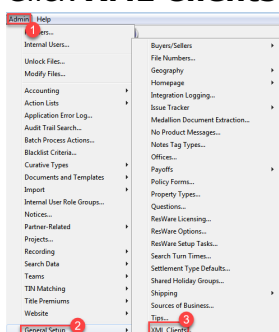 Admin Help
1
Internal Users...
Unlock Files...
Modify Files...
Accounting
Action Lists
Application Error Log...
Audit Trail Search...
Batch Process Actions...
Blacklist Criteria...
Curative Types
Documents and Templates
Import
Internal User Role Groups...
Notices...
Partner-Related
Projects...
Recording
Search Data
Teams
TIN Matching
Title Premiums
Website
General Setup
2
Buyers/Sellers
File Numbers...
Geography
Homepage
Integration Logging...
Issue Tracker
Medallion Document Extraction...
No Product Messages...
Notes Tag Types...
Offices...
Payoffs
Policy Forms...
Property Types...
Questions...
ResWare Licensing...
ResWare Options...
ResWare Setup Tasks...
Search Turn Times...
Settlement Type Defaults...
Shared Holiday Groups...
Shipping
Sources of Business...
Tips...
3
XML Clients...